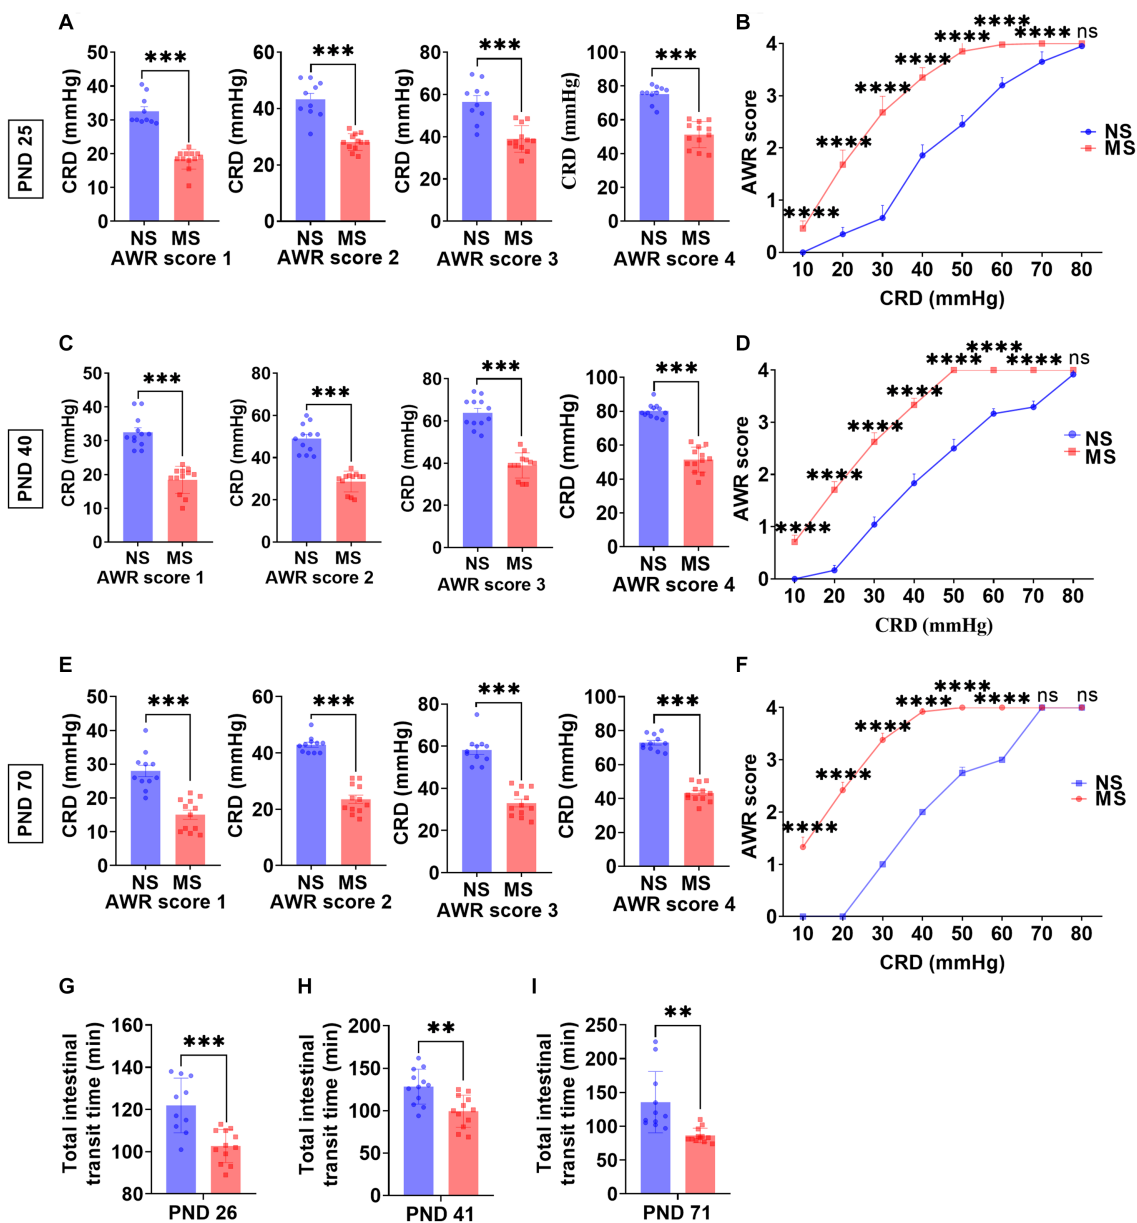 A
B
PND 25
CRD (mmHg)
50
40
30
20
10
0
***
NS MS
AWR score 1
CRD (mmHg)
60
40
20
0
***
NS MS
AWR score 2
CRD (mmHg)
80
60
40
20
0
***
NS MS
AWR score 3
CRD (mmHg)
100
80
60
40
20
0
***
NS MS
AWR score 4
AWR score
4
3
2
1
0
**** **** **** **** **** **** **** ns
10 20 30 40 50 60 70 80
CRD (mmHg)
NS
MS
C
D
PND 40
CRD (mmHg)
50
40
30
20
10
0
***
NS MS
AWR score 1
CRD (mmHg)
80
60
40
20
0
***
NS MS
AWR score 2
CRD (mmHg)
80
60
40
20
0
***
NS MS
AWR score 3
CRD (mmHg)
100
80
60
40
20
0
***
NS MS
AWR score 4
AWR score
4
3
2
1
0
**** **** **** **** **** **** **** ns
10 20 30 40 50 60 70 80
CRD (mmHg)
NS
MS
E
F
PND 70
CRD (mmHg)
50
40
30
20
10
0
***
NS MS
AWR score 1
CRD (mmHg)
60
40
20
0
***
NS MS
AWR score 2
CRD (mmHg)
80
60
40
20
0
***
NS MS
AWR score 3
CRD (mmHg)
100
80
60
40
20
0
***
NS MS
AWR score 4
AWR score
4
3
2
1
0
**** **** **** **** **** **** ns ns
10 20 30 40 50 60 70 80
CRD (mmHg)
NS
MS
G
Total intestinal
transit time (min)
160
140
120
100
80
***
PND 26
H
Total intestinal
transit time (min)
200
150
100
50
0
**
PND 41
I
Total intestinal
transit time (min)
250
200
150
100
50
0
**
PND 71